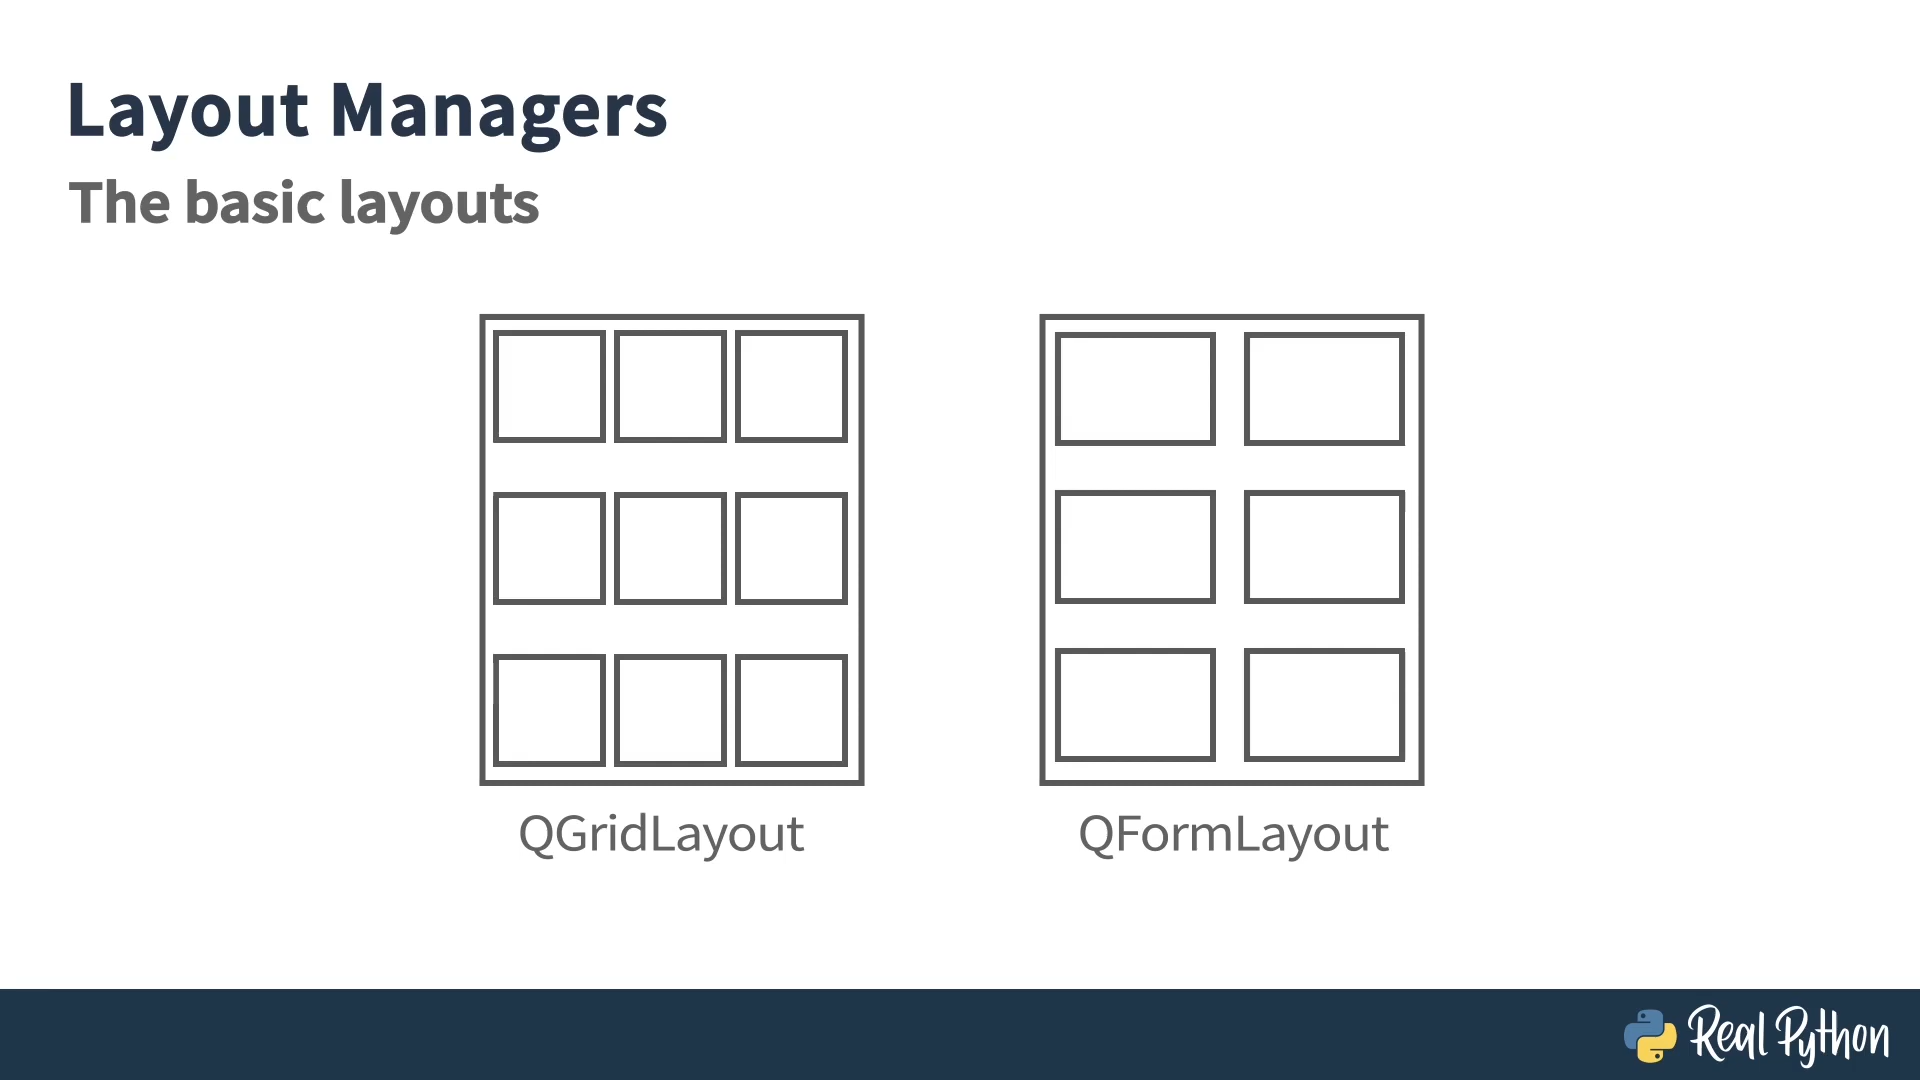 Layout Managers
The basic layouts
QGridLayout
QFormLayout
Real Python